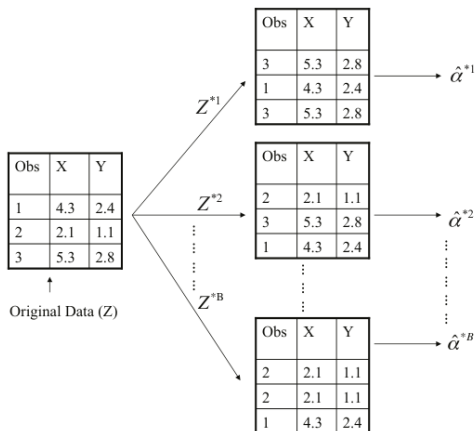 Obs X Y
3 5.3 2.8
1 4.3 2.4
3 5.3 2.8
Z*1
α̂*1
Obs X Y
1 4.3 2.4
2 2.1 1.1
3 5.3 2.8
Original Data (Z)
Z*2
Obs X Y
2 2.1 1.1
3 5.3 2.8
1 4.3 2.4
α̂*2
Z*B
Obs X Y
2 2.1 1.1
2 2.1 1.1
1 4.3 2.4
α̂*B